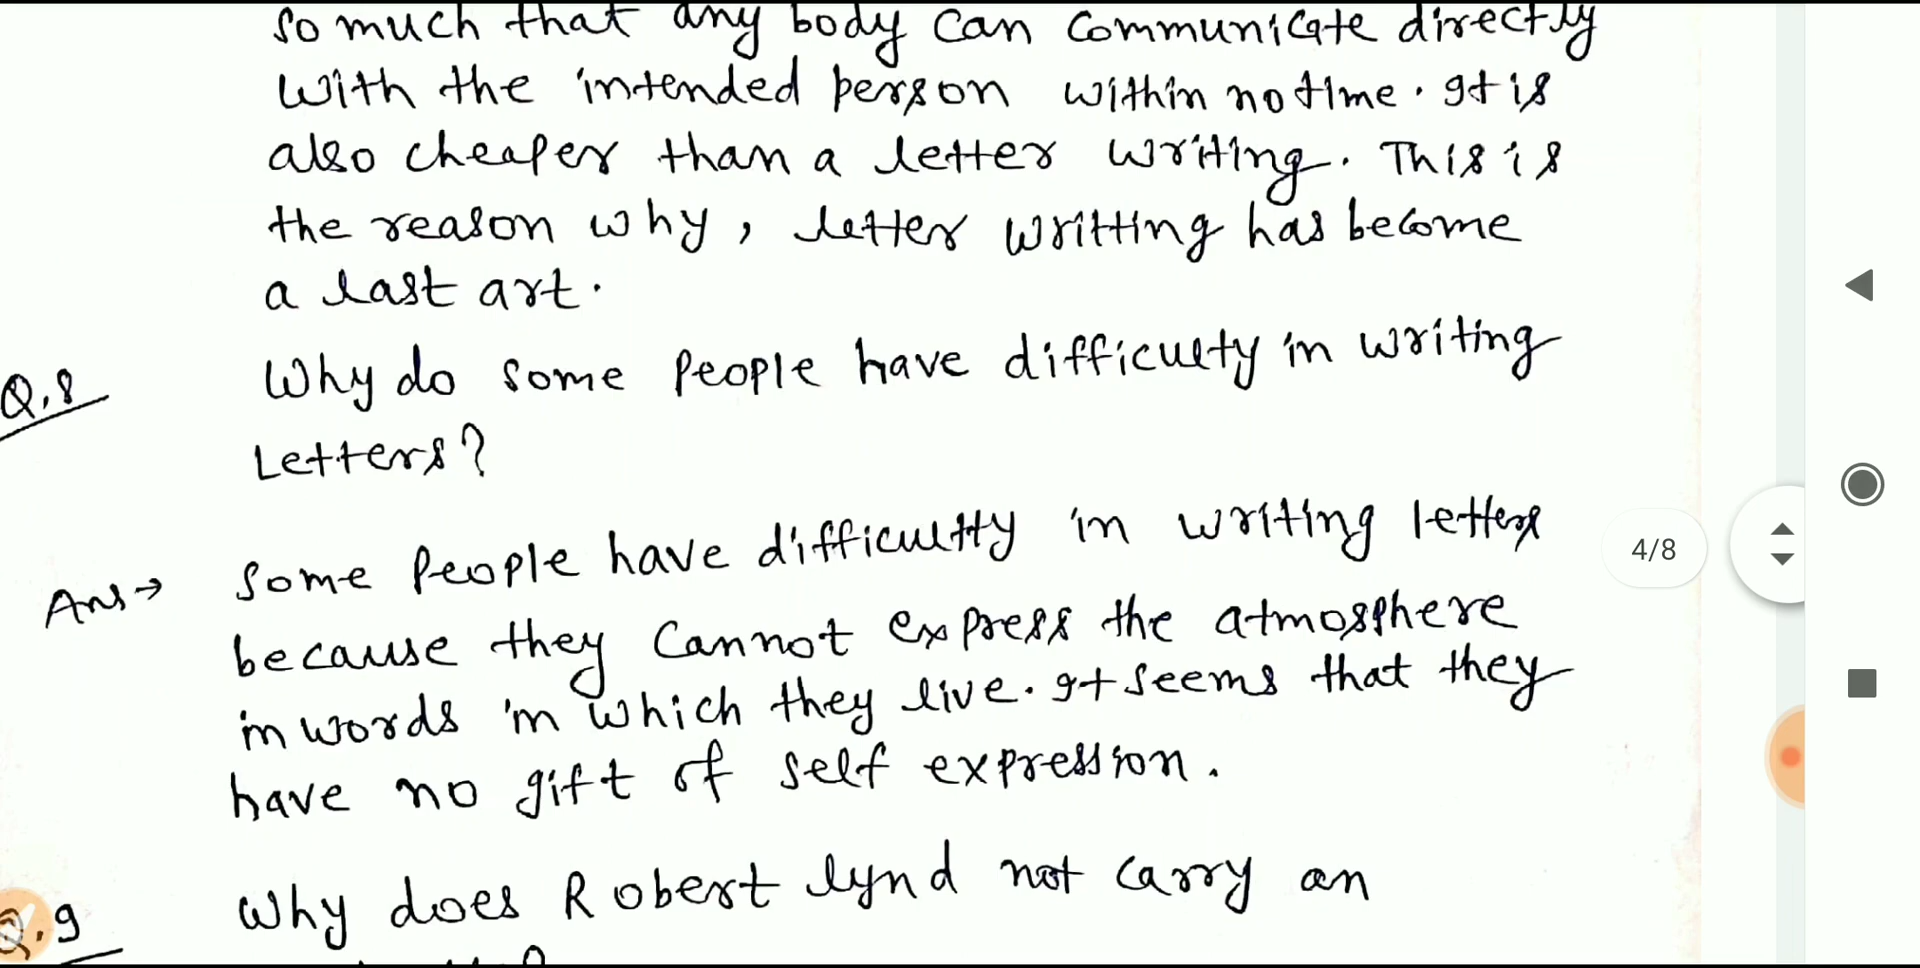 so much that any body can communicate directly
with the intended person within no time. It is
also cheaper than a letter writing. This is
the reason why, letter writting has become
a last art.
Q.8 Why do some people have difficulty in writing
Letters?
Ans→ Some people have difficultty in writing letters
because they cannot express the atmosphere
in words in which they live. It seems that they
have no gift of self expression.
Q.9 Why does Robert lynd not carry an
4/8